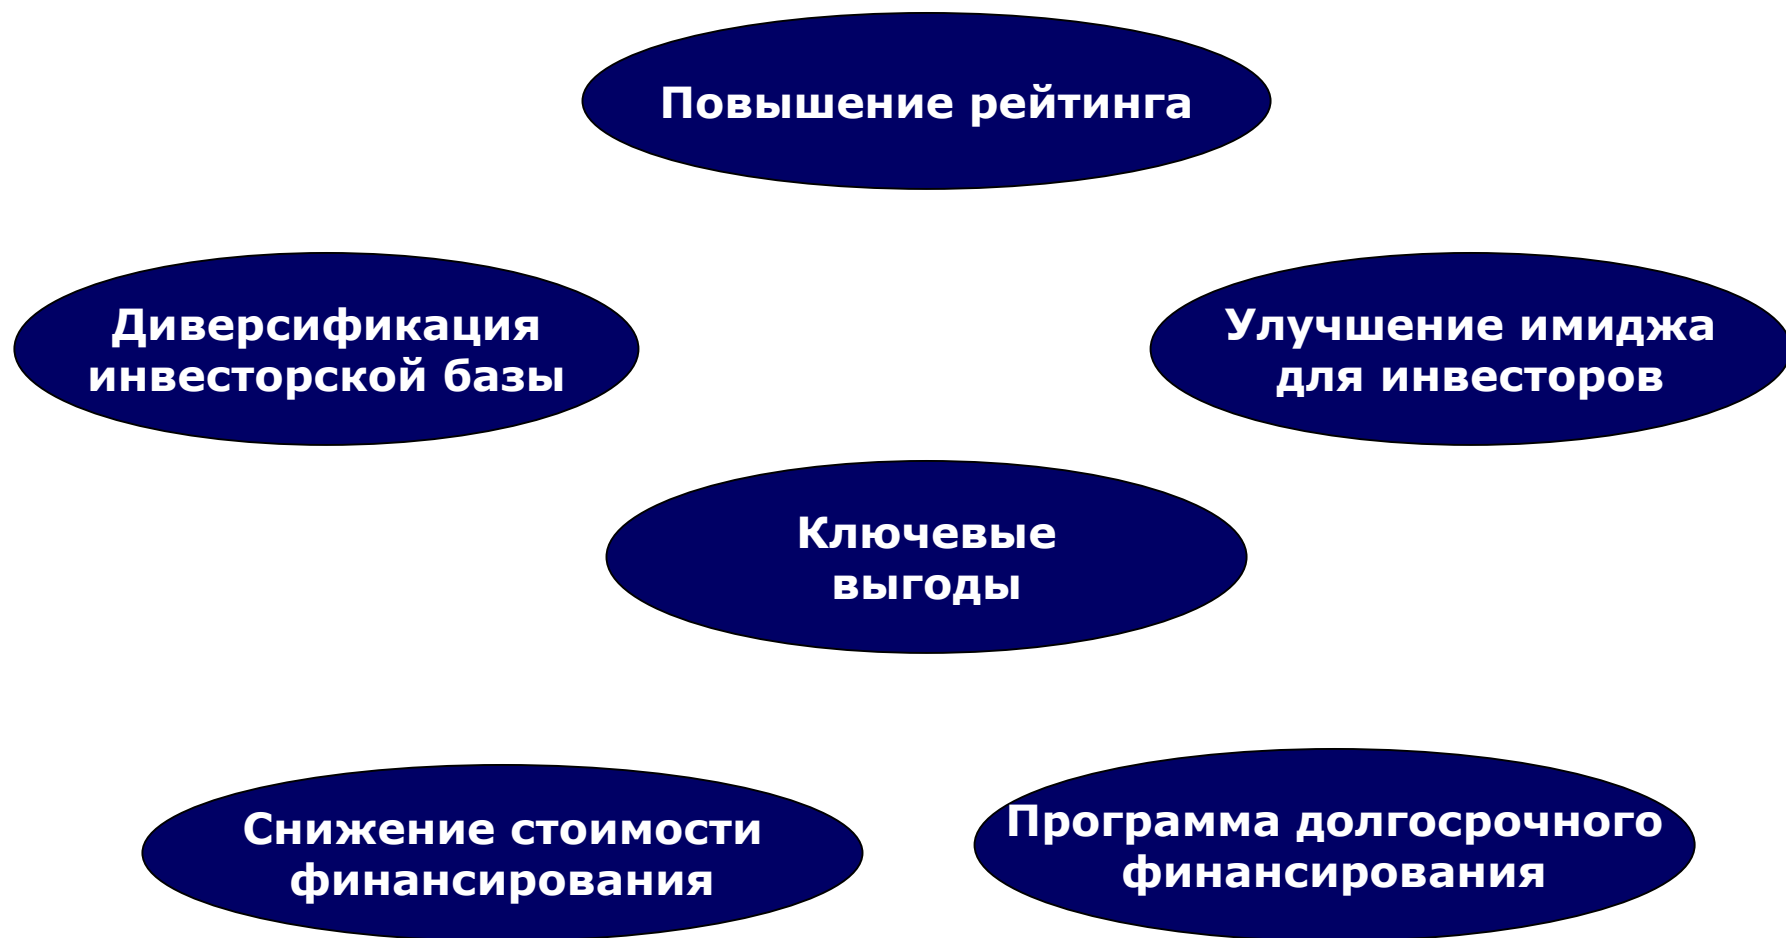 Повышение рейтинга
Диверсификация
инвесторской базы
Улучшение имиджа
для инвесторов
Ключевые
выгоды
Снижение стоимости
финансирования
Программа долгосрочного
финансирования